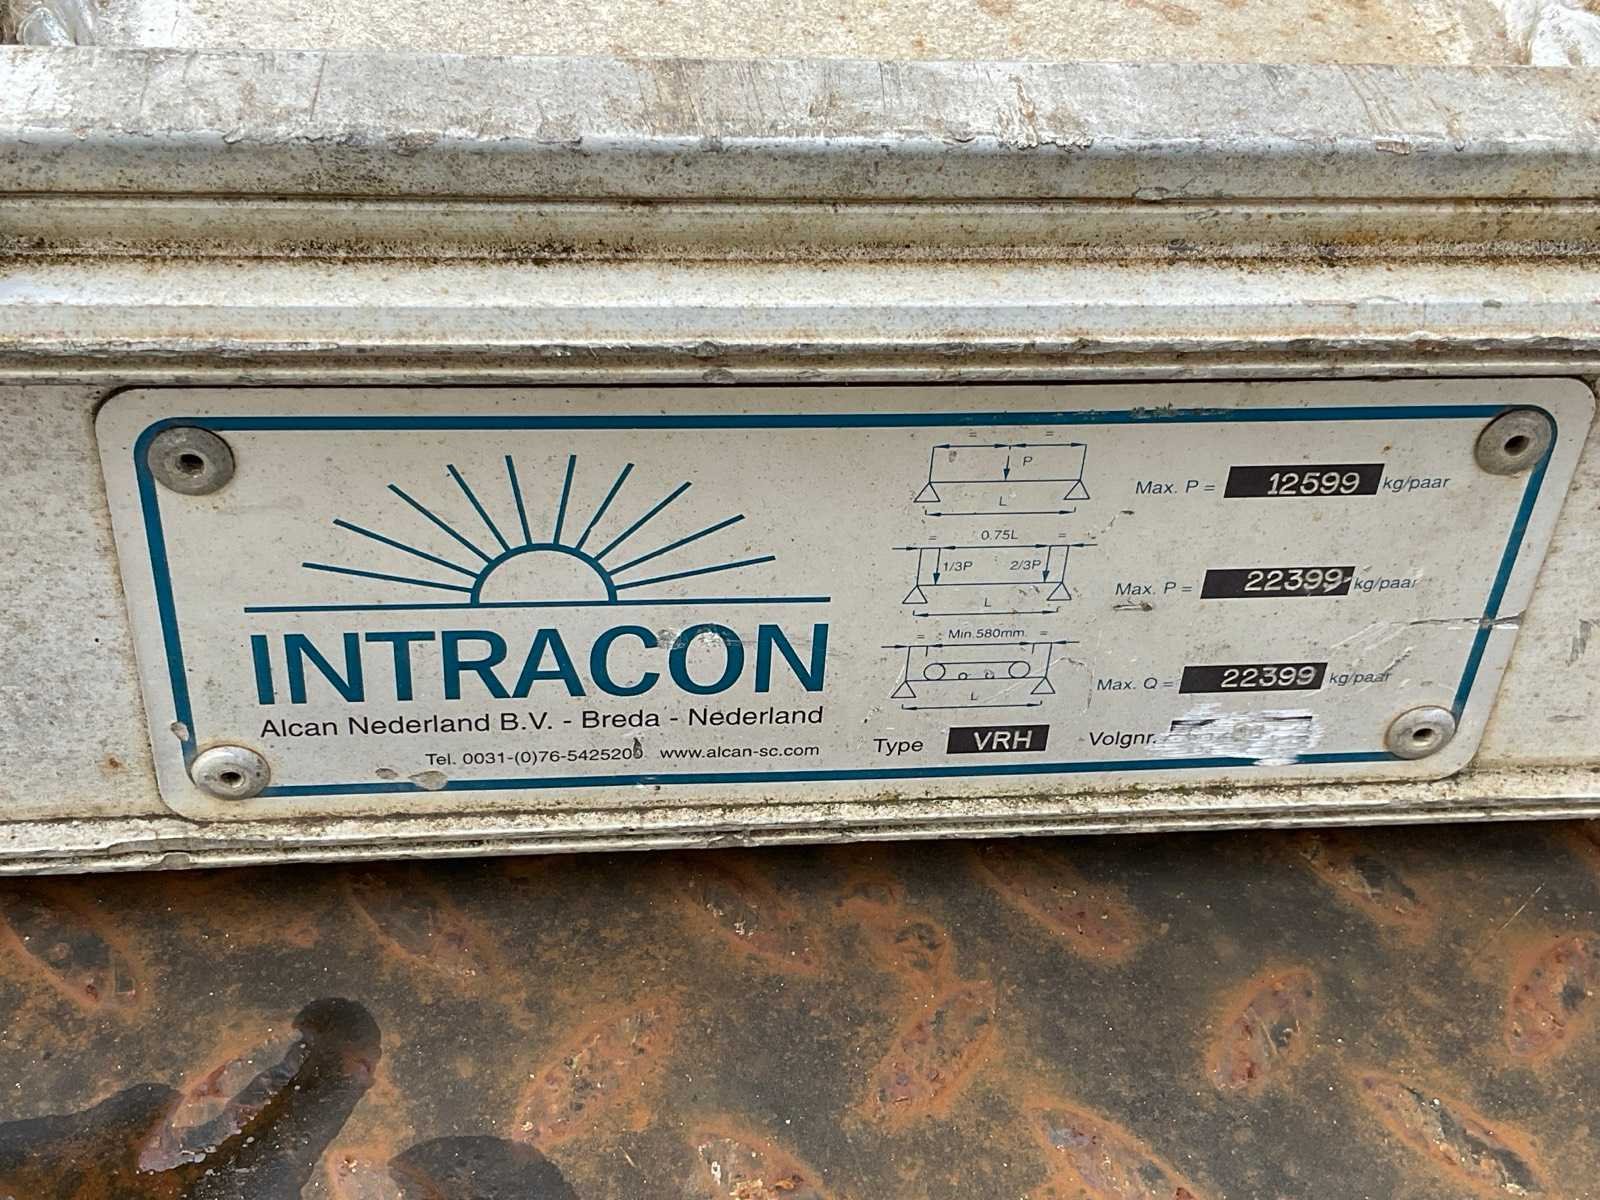 INTRACON
Alcan Nederland B.V. - Breda - Nederland
Tel. 0031-(0)76-5425200 www.alcan-sc.com
= =
P
L
Max. P = 12599 kg/paar
= 0.75L =
1/3P 2/3P
L
Max. P = 22399 kg/paar
= Min.580mm =
L
Max. Q = 22399 kg/paar
Type VRH Volgnr.